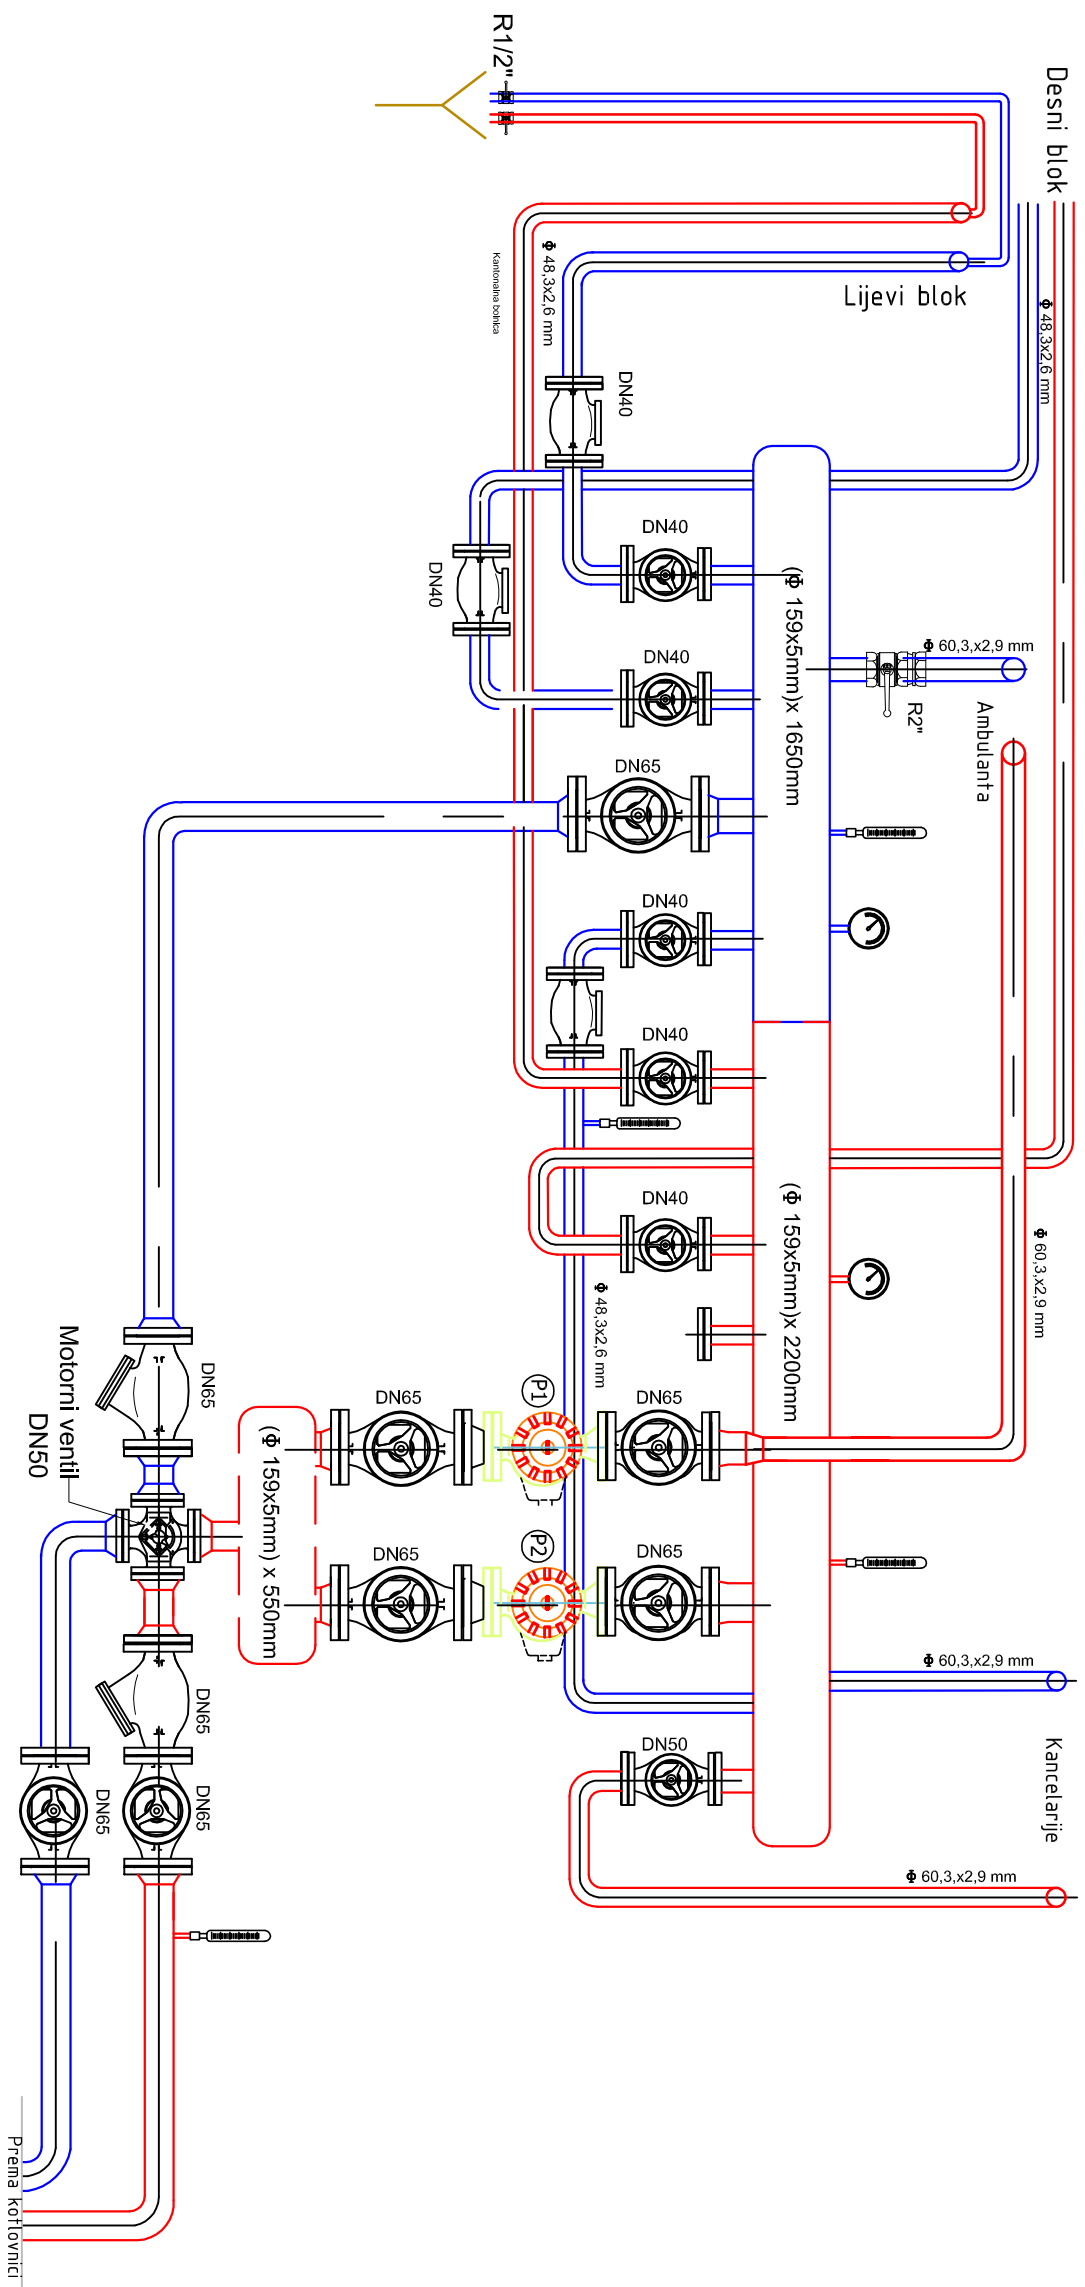 R1/2"
Desni blok
Φ 48,3x2,6 mm
Kantonalna bolnica
Lijevi blok
Φ 48,3x2,6 mm
DN40
DN40
DN40
(Φ 159x5mm)x 1650mm
Φ 60,3,x2,9 mm
DN40
R2"
Ambulanta
DN65
DN40
DN40
DN40
(Φ 159x5mm)x 2200mm
Φ 60,3,x2,9 mm
Φ 48,3x2,6 mm
Motorni ventil
DN50
DN65
DN65
P1
DN65
(Φ 159x5mm) x 550mm
DN65
P2
DN65
Φ 60,3,x2,9 mm
DN65
DN50
Kancelarije
DN65
DN65
Φ 60,3,x2,9 mm
Prema kotlovnici